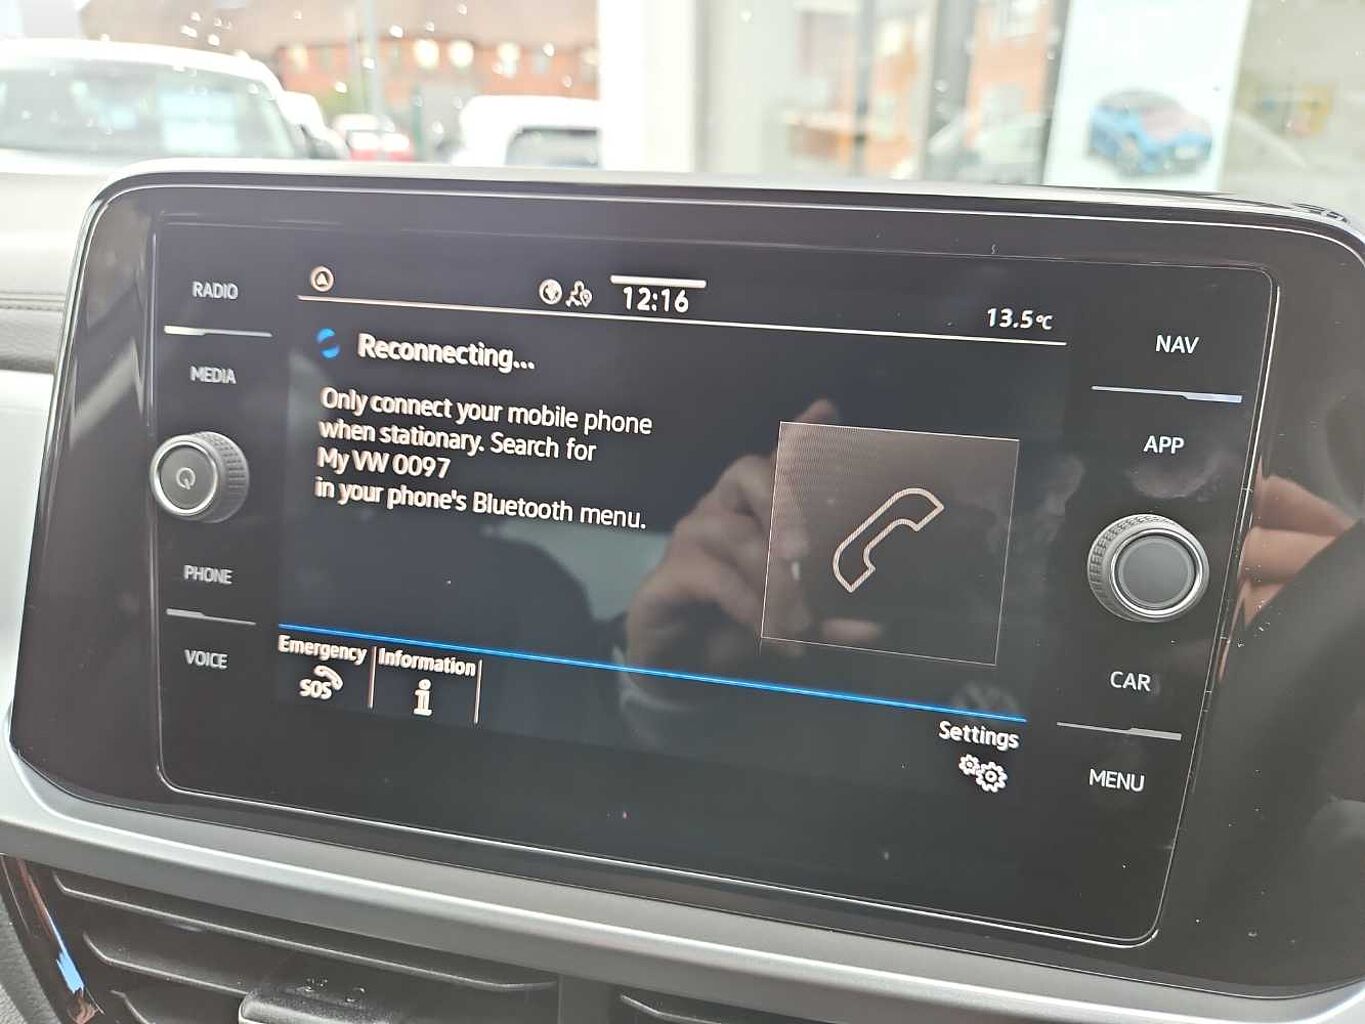 RADIO
MEDIA
PHONE
VOICE
12:16
13.5°C
Reconnecting...
Only connect your mobile phone
when stationary. Search for
My VW 0097
in your phone's Bluetooth menu.
Emergency
SOS
Information
i
Settings
NAV
APP
CAR
MENU